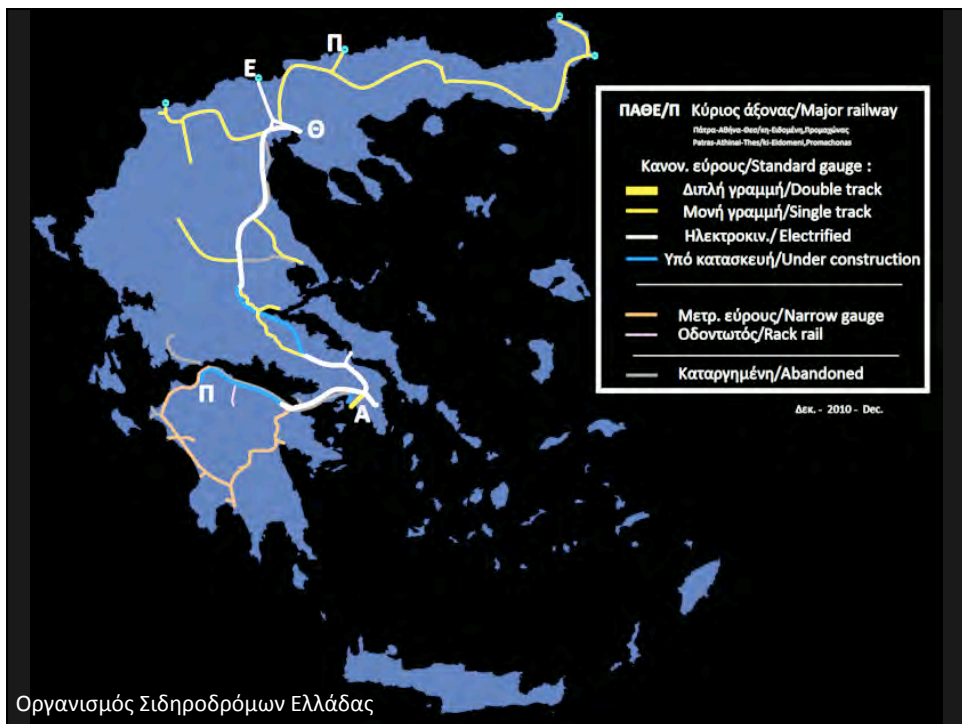 Π
Ε
Θ
Π
Α
ΠΑΘΕ/Π Κύριος άξονας/Major railway
Πάτρα-Αθήνα-Θεσ/κη-Ειδομένη,Προμαχώνας
Patras-Athinai-Thes/ki-Eidomeni,Promachonas
Κανον. εύρους/Standard gauge :
Διπλή γραμμή/Double track
Μονή γραμμή/Single track
Ηλεκτροκιν./ Electrified
Υπό κατασκευή/Under construction
Μετρ. εύρους/Narrow gauge
Οδοντωτός/Rack rail
Καταργημένη/Abandoned
Δεκ. - 2010 - Dec.
Οργανισμός Σιδηροδρόμων Ελλάδας